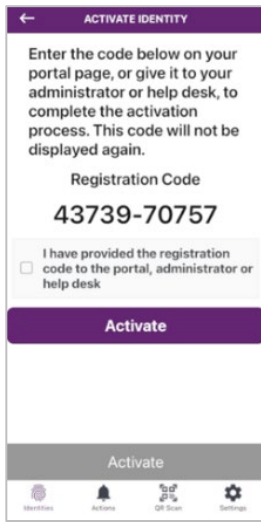 ← ACTIVATE IDENTITY
Enter the code below on your
portal page, or give it to your
administrator or help desk, to
complete the activation
process. This code will not be
displayed again.
Registration Code
43739-70757
I have provided the registration
code to the portal, administrator or
help desk
Activate
Activate
Identities Actions QR Scan Settings